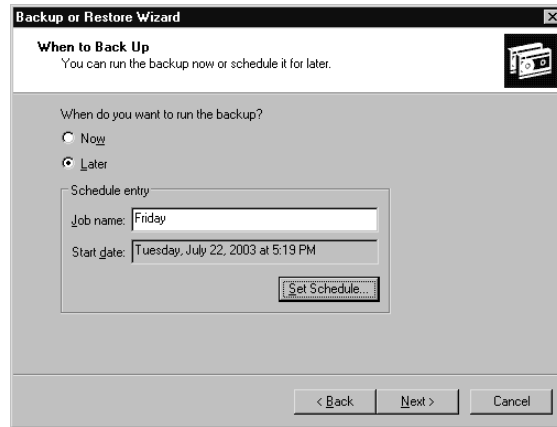 Backup or Restore Wizard
When to Back Up
You can run the backup now or schedule it for later.
When do you want to run the backup?
Now
Later
Schedule entry
Job name: Friday
Start date: Tuesday, July 22, 2003 at 5:19 PM
Set Schedule...
< Back Next > Cancel